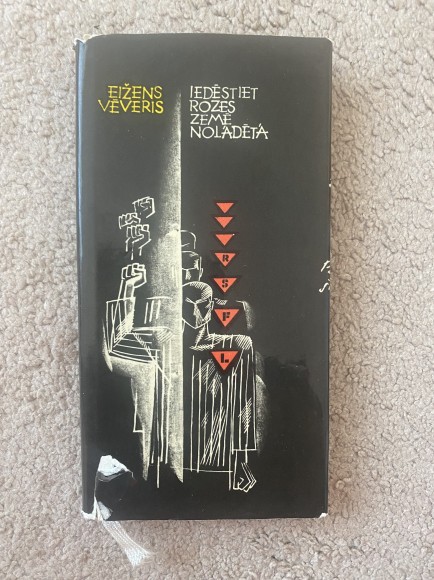 EIŽENS
VĒVERIS
IEDĒSTIET
ROZES
ZEMĒ
NOLĀDĒTĀ
R
S
F
L